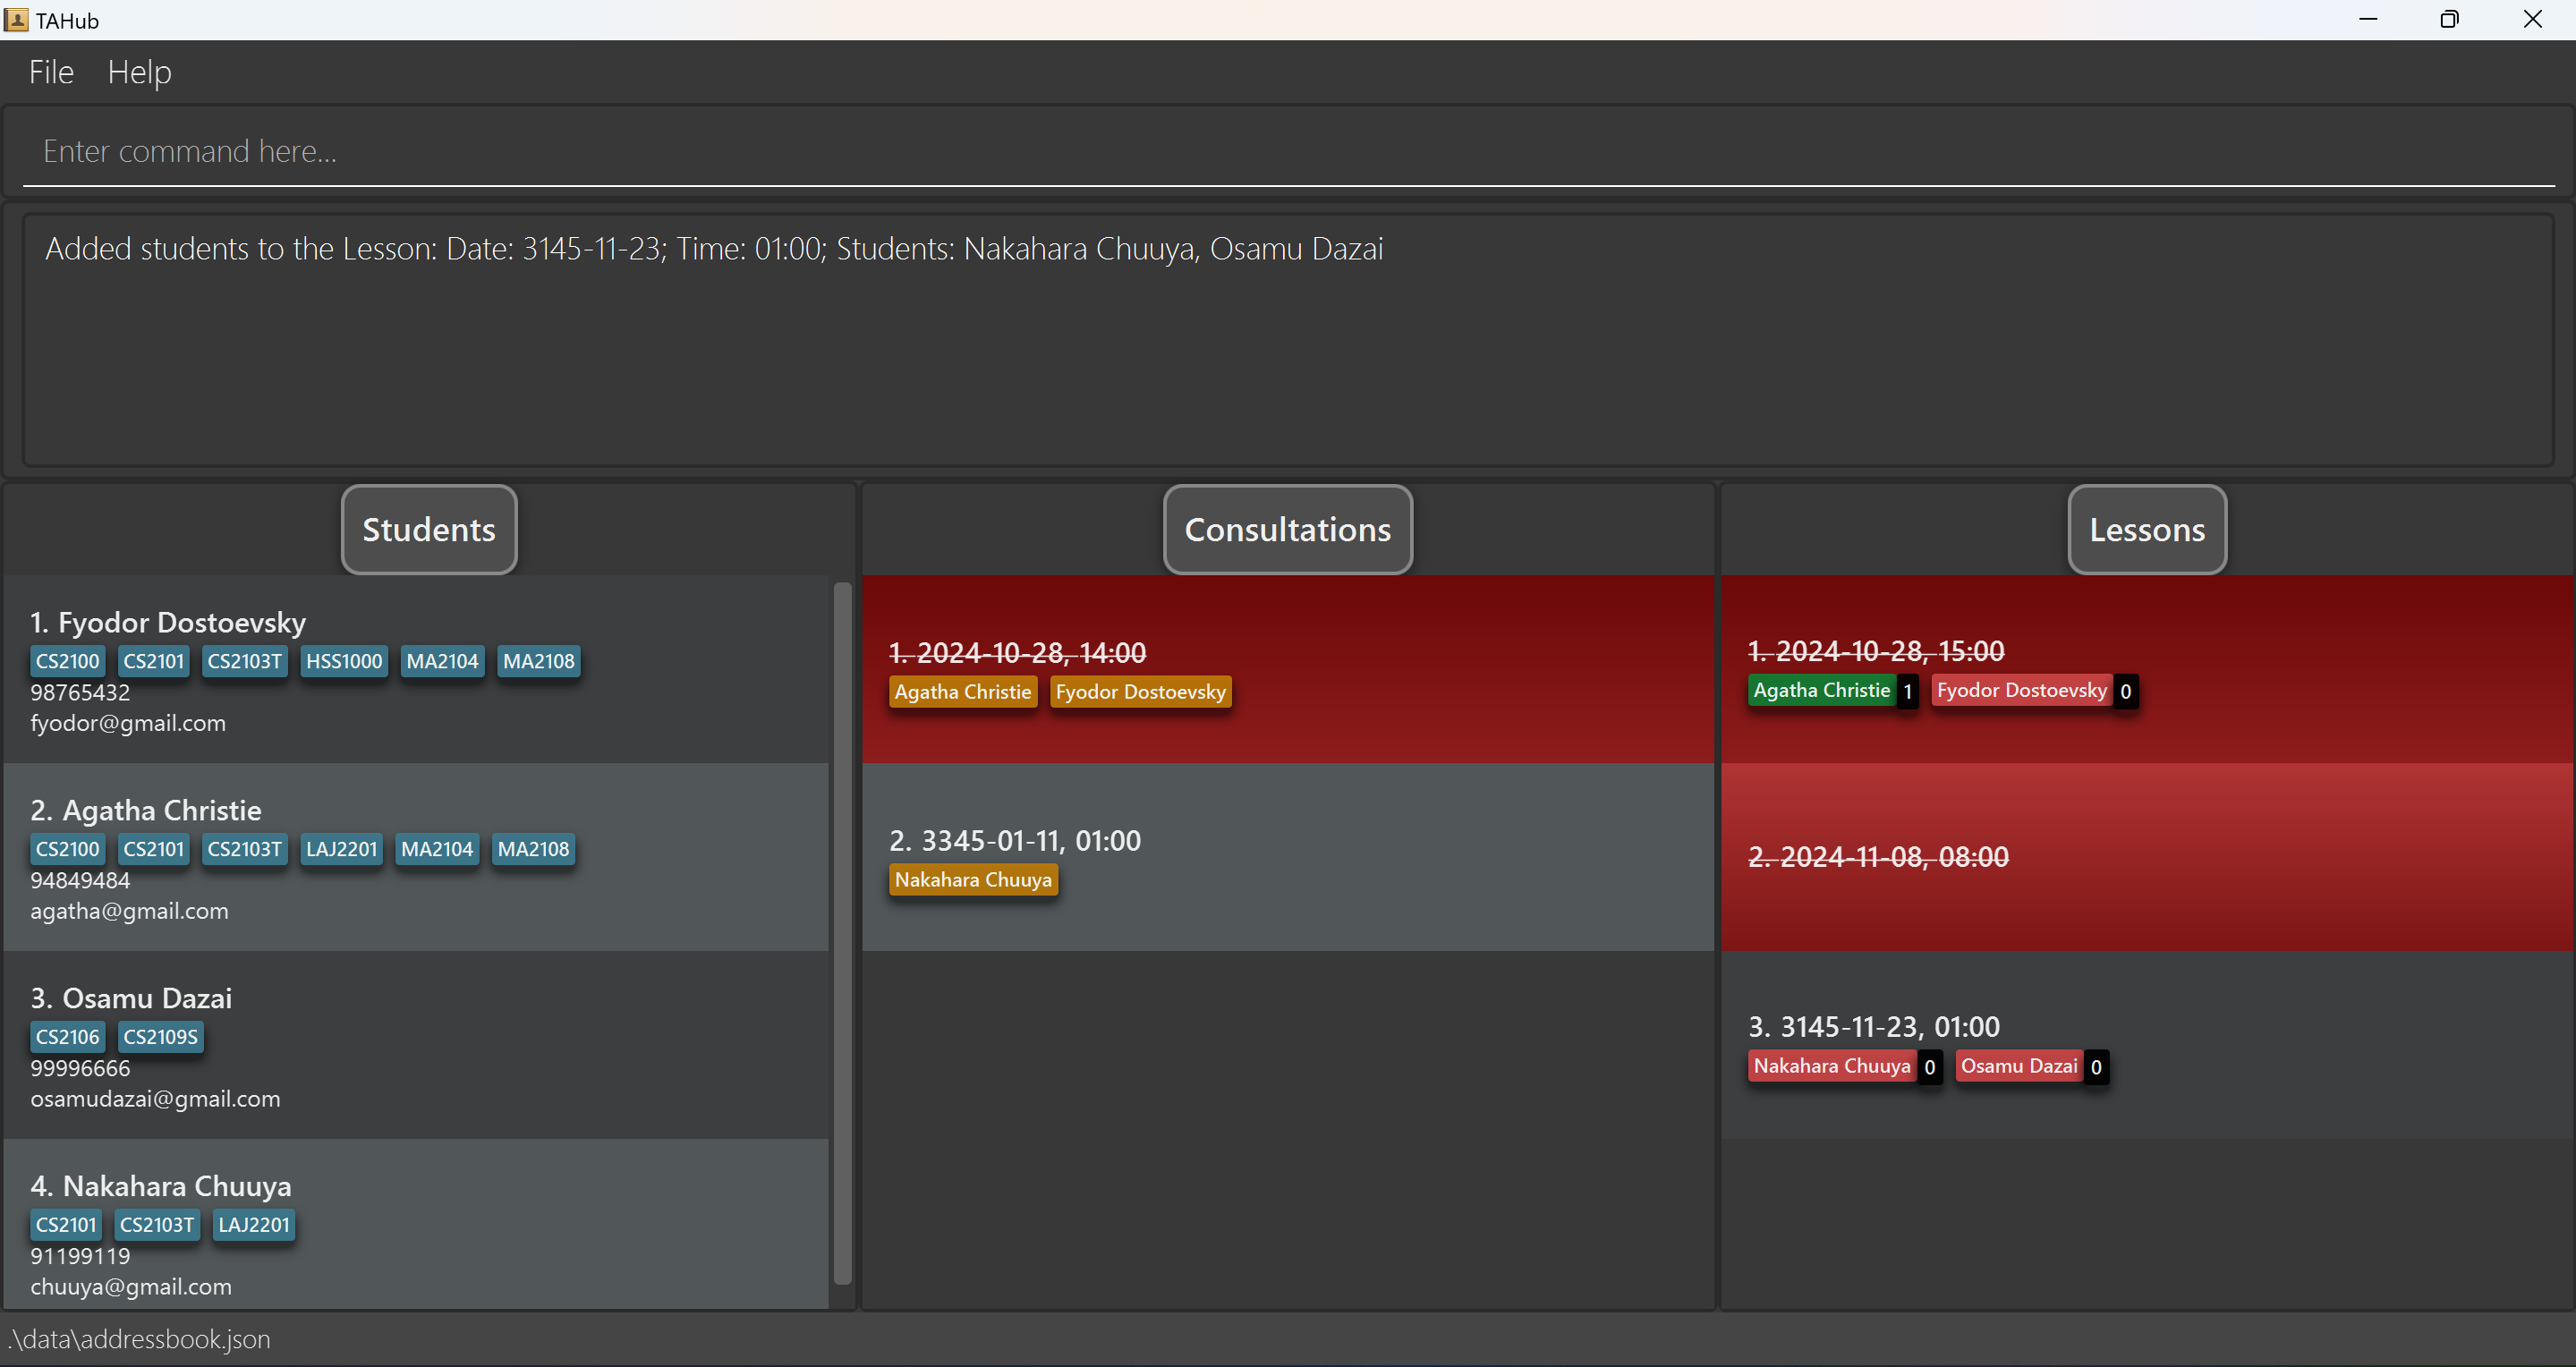 TAHub
File Help
Enter command here...
Added students to the Lesson: Date: 3145-11-23; Time: 01:00; Students: Nakahara Chuuya, Osamu Dazai
Students
1. Fyodor Dostoevsky
CS2100 CS2101 CS2103T HSS1000 MA2104 MA2108
98765432
fyodor@gmail.com
2. Agatha Christie
CS2100 CS2101 CS2103T LAJ2201 MA2104 MA2108
94849484
agatha@gmail.com
3. Osamu Dazai
CS2106 CS2109S
99996666
osamudazai@gmail.com
4. Nakahara Chuuya
CS2101 CS2103T LAJ2201
91199119
chuuya@gmail.com
Consultations
1. 2024-10-28, 14:00
Agatha Christie Fyodor Dostoevsky
2. 3345-01-11, 01:00
Nakahara Chuuya
Lessons
1. 2024-10-28, 15:00
Agatha Christie 1 Fyodor Dostoevsky 0
2. 2024-11-08, 08:00
3. 3145-11-23, 01:00
Nakahara Chuuya 0 Osamu Dazai 0
.\data\addressbook.json